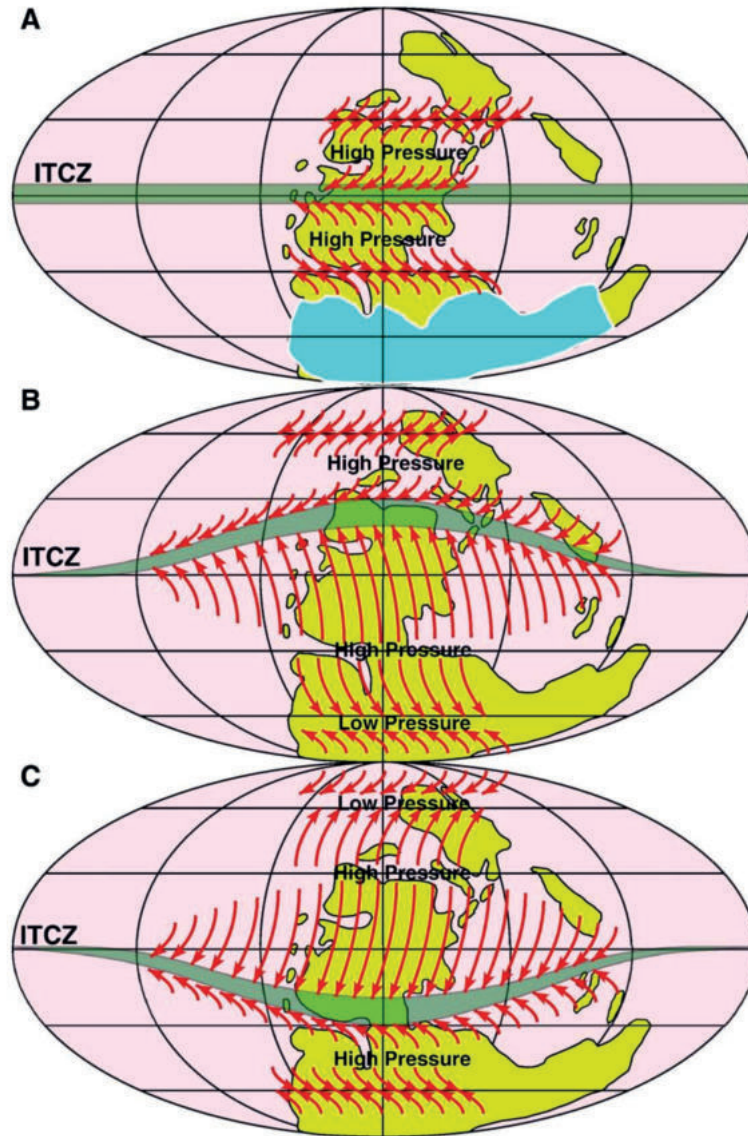 A
High Pressure
ITCZ
High Pressure
B
High Pressure
ITCZ
High Pressure
Low Pressure
C
Low Pressure
High Pressure
ITCZ
High Pressure